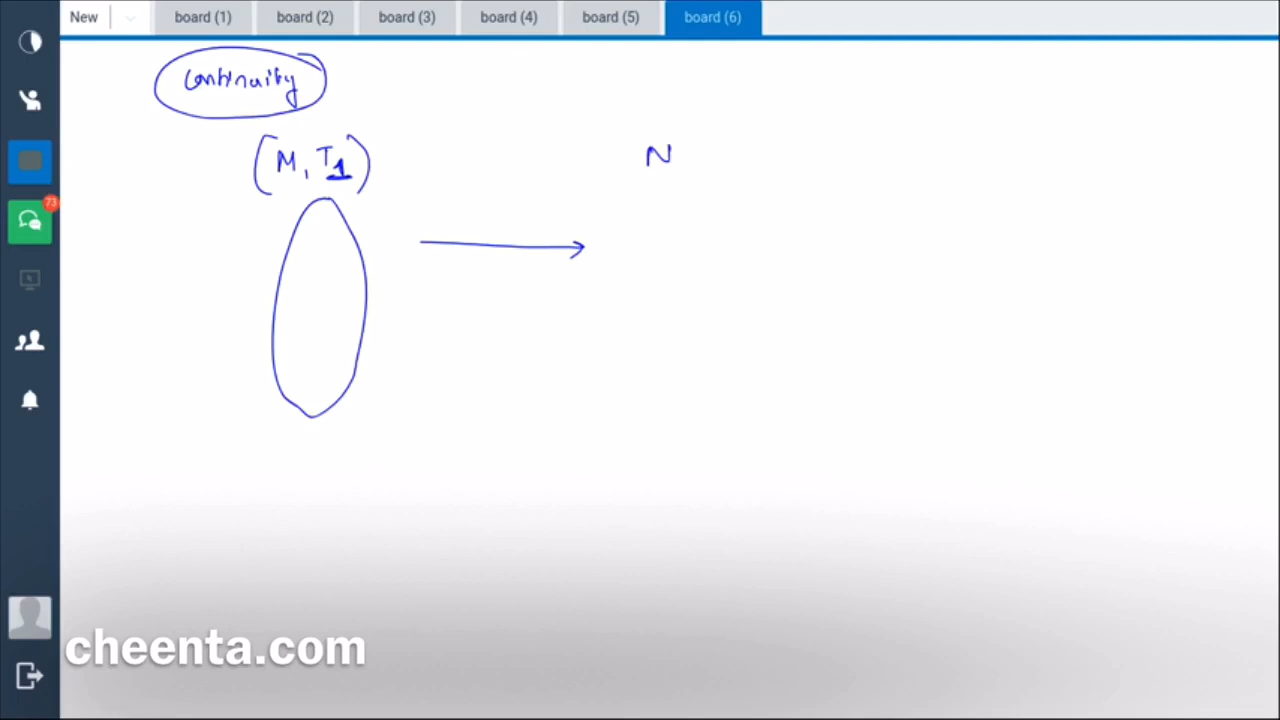 New board (1) board (2) board (3) board (4) board (5) board (6)
Continuity
(M, T1) N
73
cheenta.com